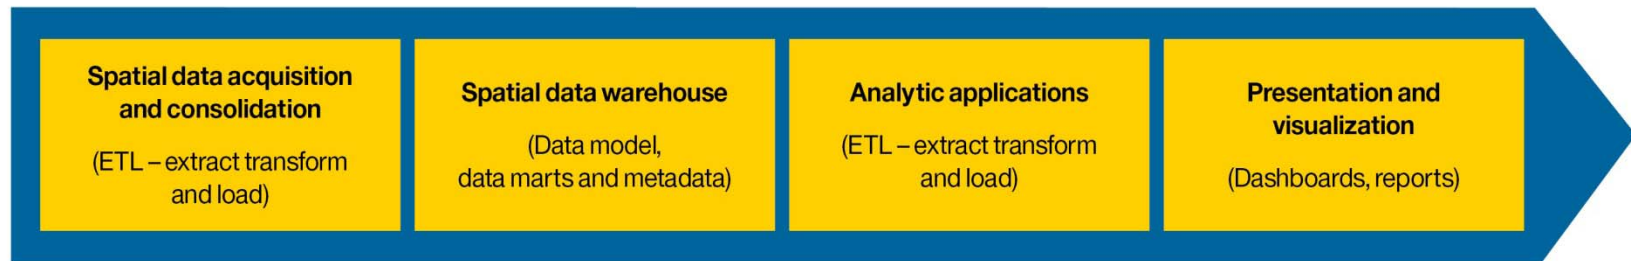 Spatial data acquisition
and consolidation
(ETL – extract transform
and load)
Spatial data warehouse
(Data model,
data marts and metadata)
Analytic applications
(ETL – extract transform
and load)
Presentation and
visualization
(Dashboards, reports)